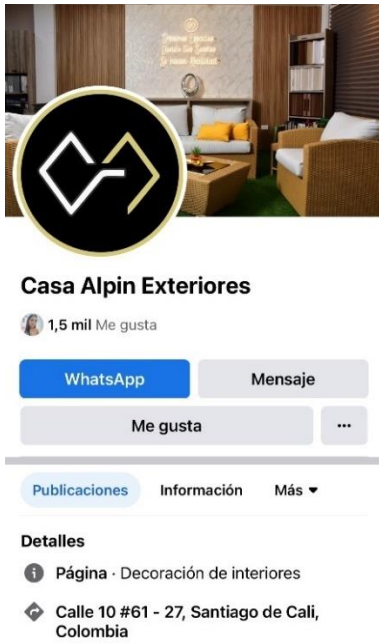 Casa Alpin Exteriores
1,5 mil Me gusta
WhatsApp
Mensaje
Me gusta
Publicaciones
Información
Más
Detalles
Página · Decoración de interiores
Calle 10 #61 - 27, Santiago de Cali,
Colombia